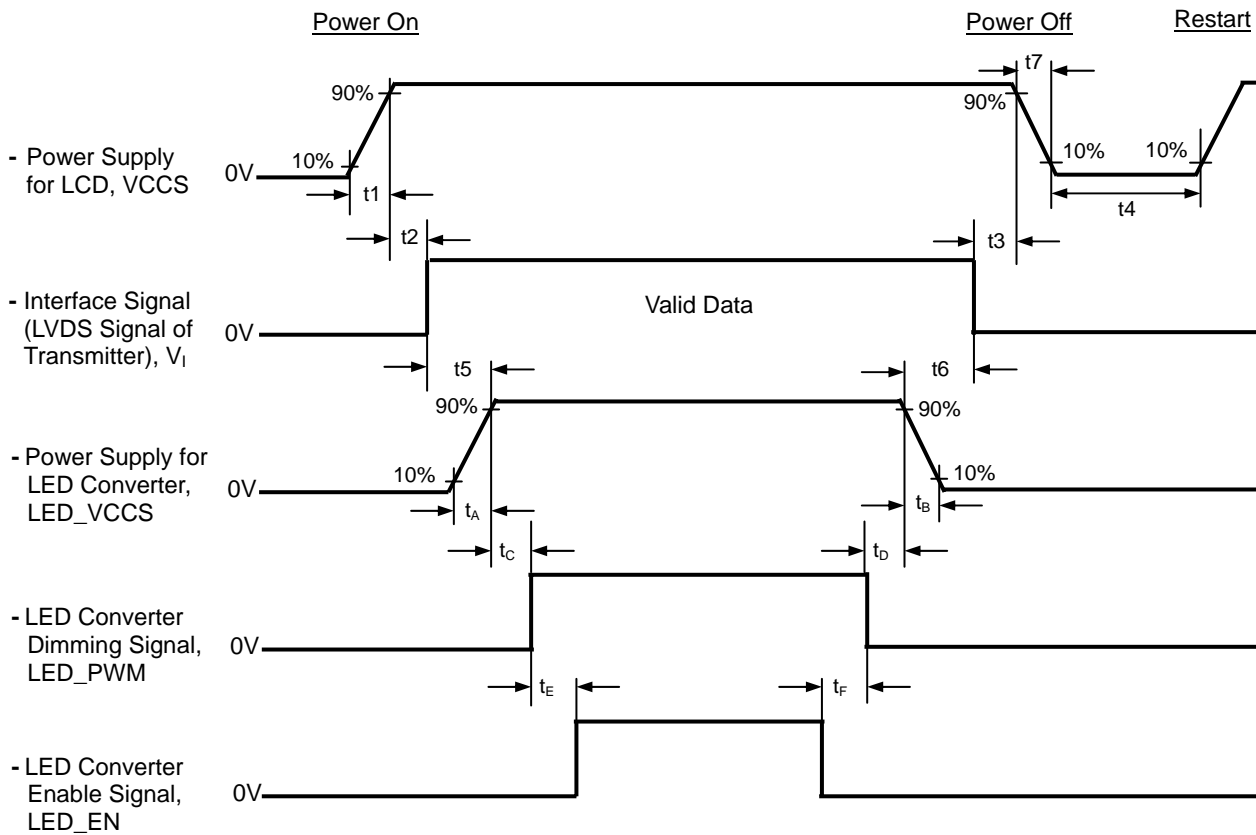 Power On
Power Off
Restart
t7
90%
90%
- Power Supply
for LCD, VCCS
0V
10%
10%
10%
t1
t4
t2
t3
- Interface Signal
(LVDS Signal of
Transmitter), VI
0V
Valid Data
t5
t6
90%
90%
- Power Supply for
LED Converter,
LED_VCCS
0V
10%
10%
tA
tB
tC
tD
- LED Converter
Dimming Signal,
LED_PWM
0V
tE
tF
- LED Converter
Enable Signal,
LED_EN
0V